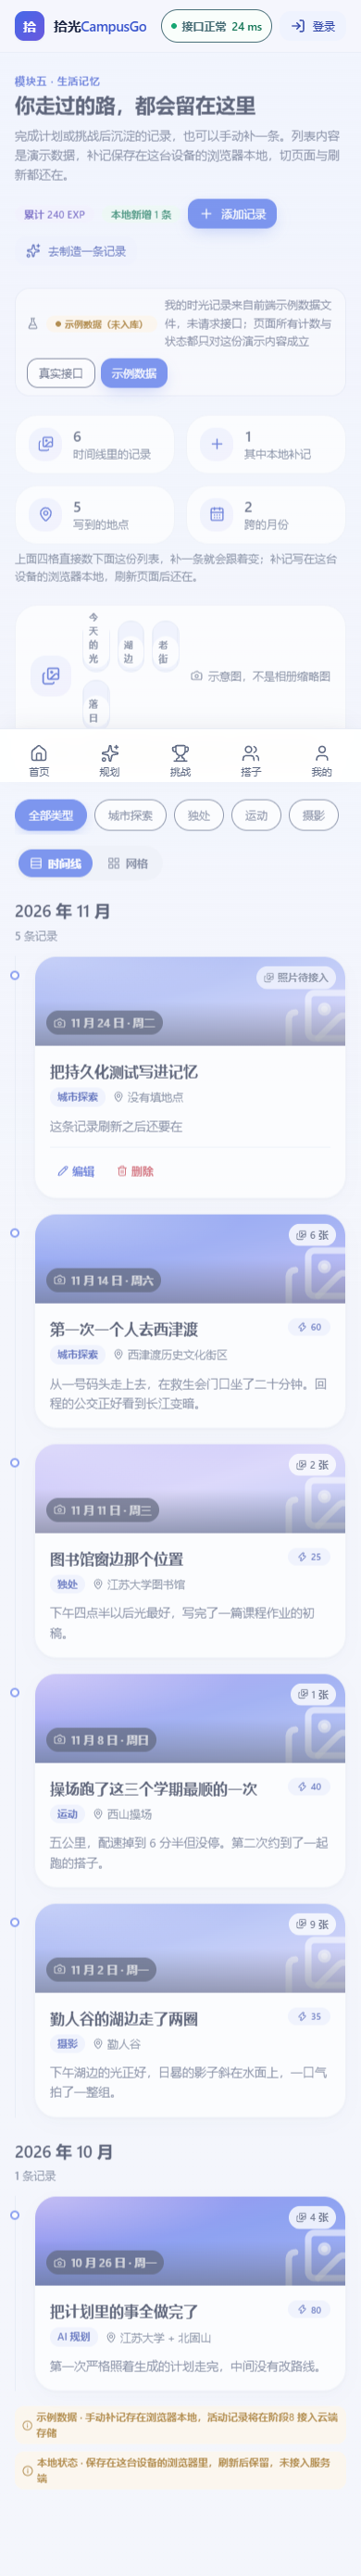 拾 拾光CampusGo 接口正常 24 ms 登录
模块五 · 生活记忆
你走过的路，都会留在这里
完成计划或挑战后沉淀的记录，也可以手动补一条。列表内容
是演示数据，补记保存在这台设备的浏览器本地，切页面与刷
新都还在。
累计 240 EXP 本地新增 1 条 添加记录
去制造一条记录
示例数据（未入库） 我的时光记录来自前端示例数据文
件，未请求接口；页面所有计数与
状态都只对这份演示内容成立
真实接口 示例数据
6
时间线里的记录
1
其中本地补记
5
写到的地点
2
跨的月份
上面四格直接数下面这份列表，补一条就会跟着变；补记写在这台
设备的浏览器本地，刷新页面后还在。
今天的光
湖边
老街
落日
示意图，不是相册缩略图
首页 规划 挑战 搭子 我的
全部类型 城市探索 独处 运动 摄影
时间线 网格
2026 年 11 月
5 条记录
照片待接入
11 月 24 日 · 周二
把持久化测试写进记忆
城市探索 没有填地点
这条记录刷新之后还要在
编辑 删除
6 张
11 月 14 日 · 周六
第一次一个人去西津渡 60
城市探索 西津渡历史文化街区
从一号码头走上去，在救生会门口坐了二十分钟。回
程的公交正好看到长江变暗。
2 张
11 月 11 日 · 周三
图书馆窗边那个位置 25
独处 江苏大学图书馆
下午四点半以后光最好，写完了一篇课程作业的初
稿。
1 张
11 月 8 日 · 周日
操场跑了这三个学期最顺的一次 40
运动 西山操场
五公里，配速掉到 6 分半但没停。第二次约到了一起
跑的搭子。
9 张
11 月 2 日 · 周一
勤人谷的湖边走了两圈 35
摄影 勤人谷
下午湖边的光正好，日晷的影子斜在水面上，一口气
拍了一整组。
2026 年 10 月
1 条记录
4 张
10 月 26 日 · 周一
把计划里的事全做完了 80
AI 规划 江苏大学 + 北固山
第一次严格照着生成的计划走完，中间没有改路线。
示例数据 · 手动补记存在浏览器本地，活动记录将在阶段8 接入云端
存储
本地状态 · 保存在这台设备的浏览器里，刷新后保留，未接入服务
端